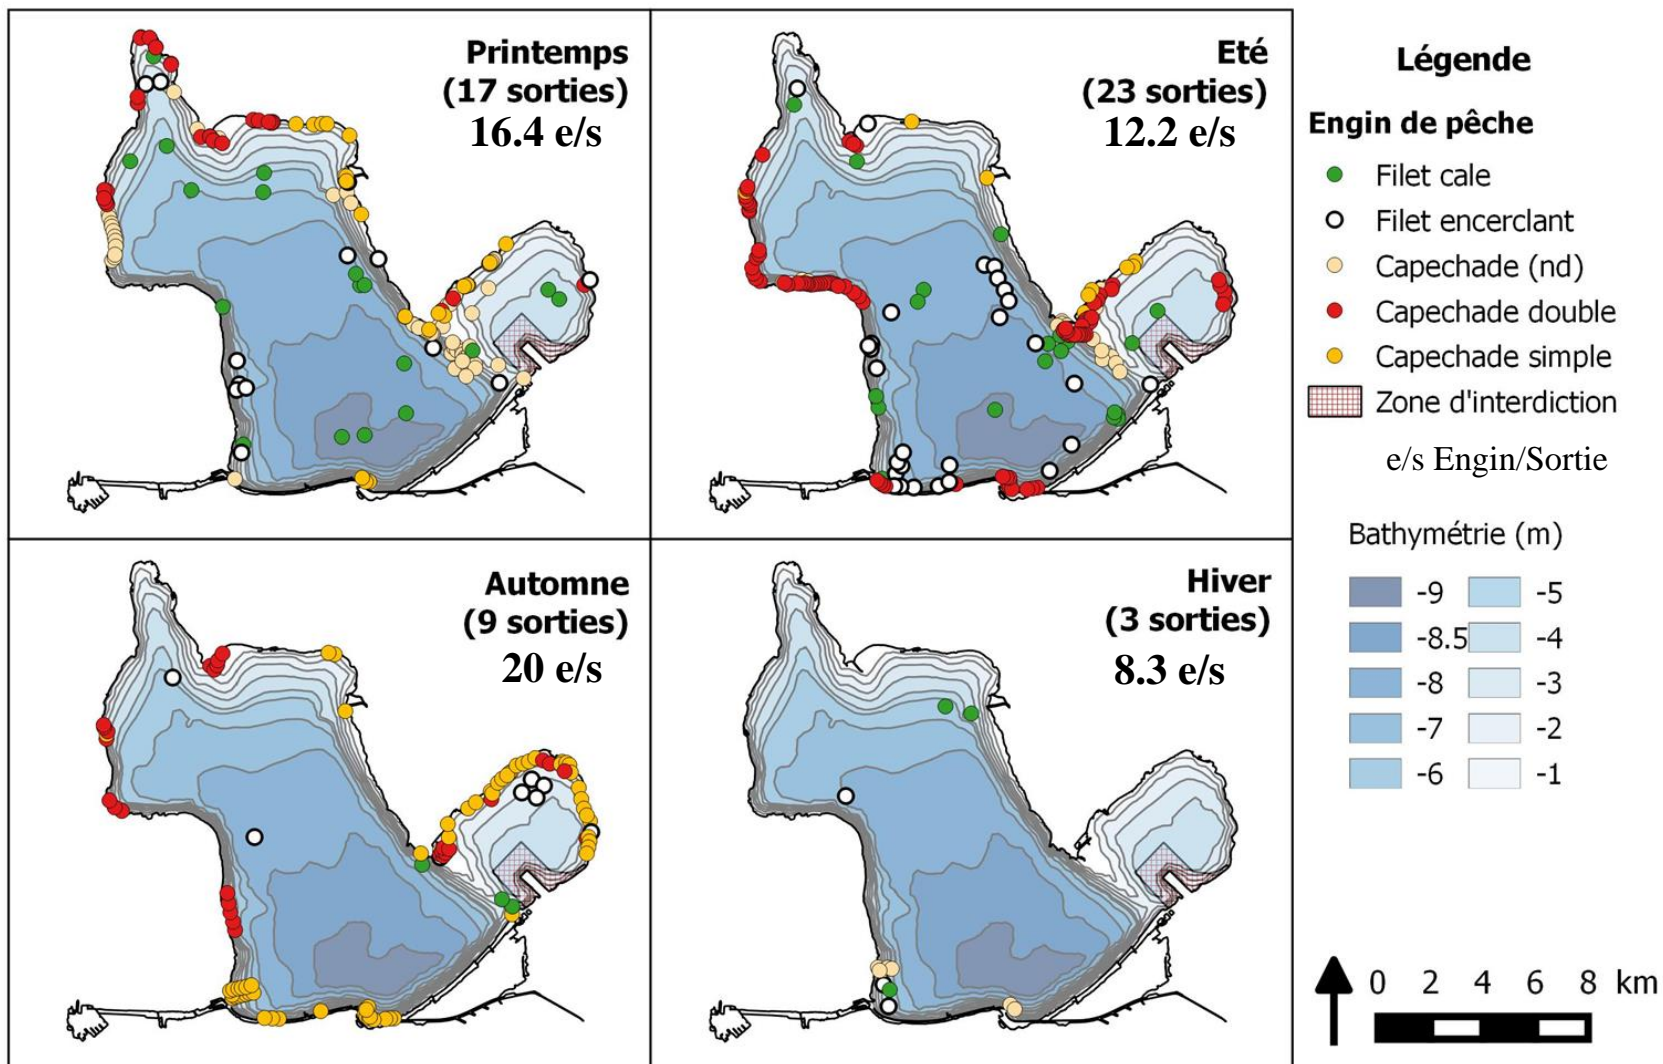 Printemps
(17 sorties)
16.4 e/s
Eté
(23 sorties)
12.2 e/s
Automne
(9 sorties)
20 e/s
Hiver
(3 sorties)
8.3 e/s
Légende
Engin de pêche
Filet cale
Filet encerclant
Capechade (nd)
Capechade double
Capechade simple
Zone d'interdiction
e/s Engin/Sortie
Bathymétrie (m)
-9 -5
-8.5 -4
-8 -3
-7 -2
-6 -1
0 2 4 6 8 km